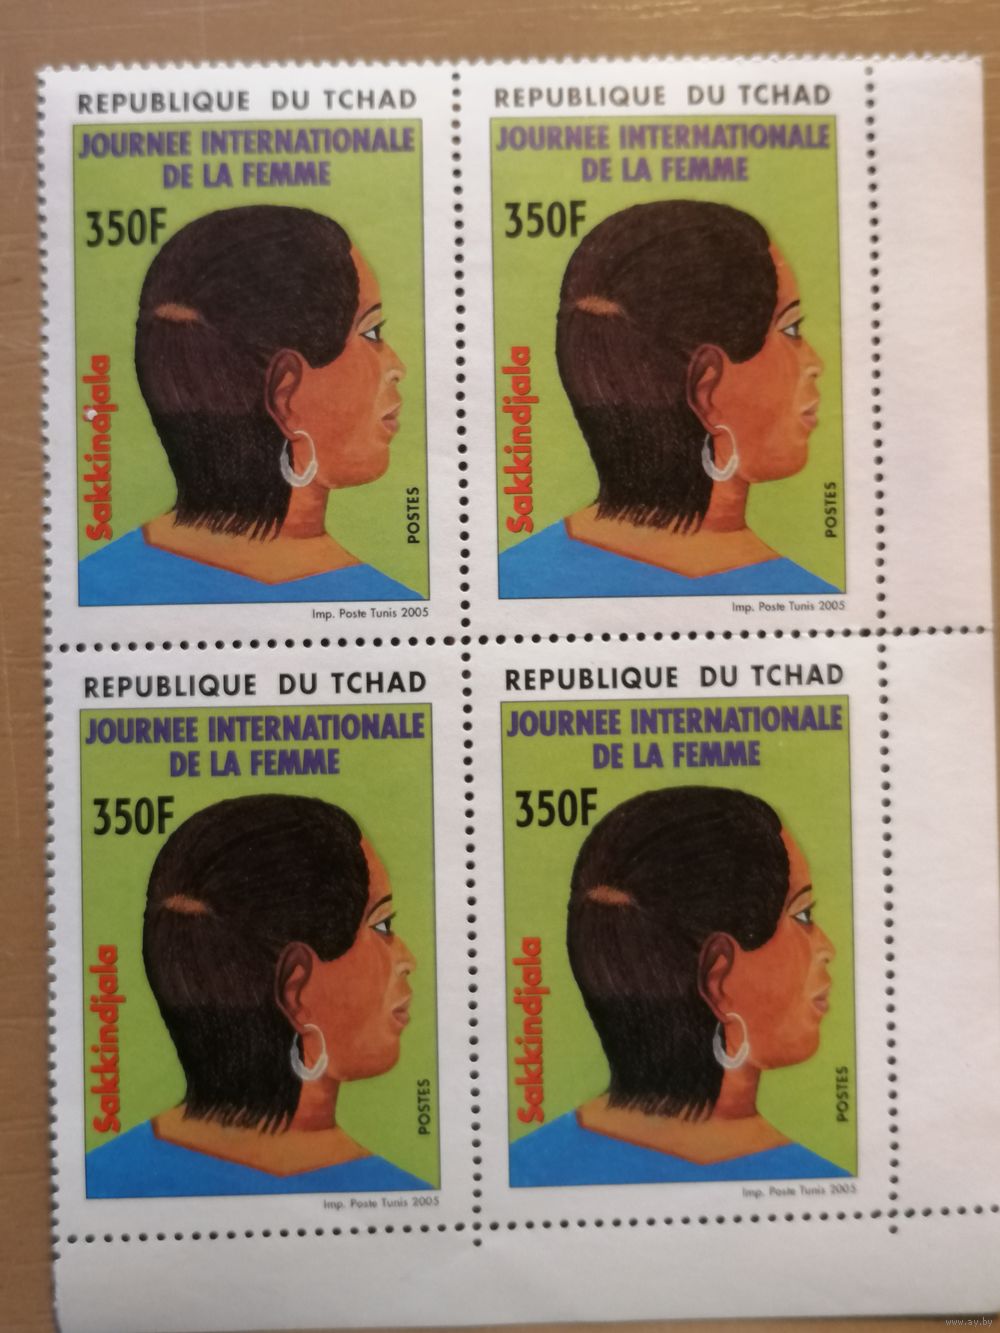 REPUBLIQUE DU TCHAD
JOURNEE INTERNATIONALE
DE LA FEMME
350F
Sakkindjala
POSTES
Imp. Poste Tunis 2005
REPUBLIQUE DU TCHAD
JOURNEE INTERNATIONALE
DE LA FEMME
350F
Sakkindjala
POSTES
Imp. Poste Tunis 2005
REPUBLIQUE DU TCHAD
JOURNEE INTERNATIONALE
DE LA FEMME
350F
Sakkindjala
POSTES
Imp. Poste Tunis 2005
REPUBLIQUE DU TCHAD
JOURNEE INTERNATIONALE
DE LA FEMME
350F
Sakkindjala
POSTES
Imp. Poste Tunis 2005
www.ay.by